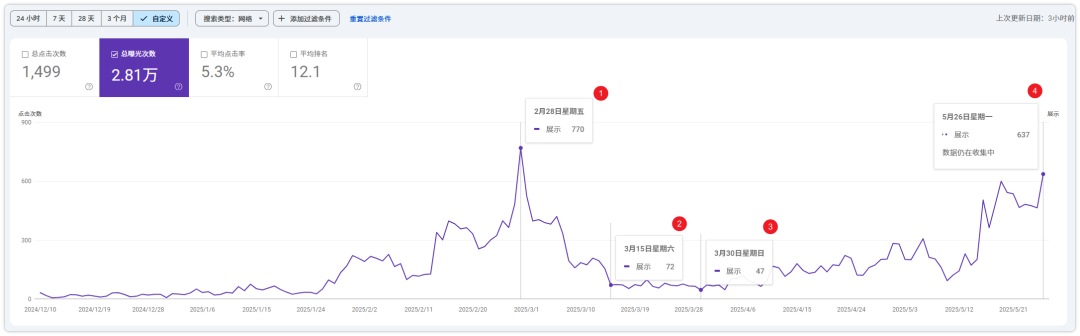 24 小时 7 天 28 天 3 个月 自定义 搜索类型：网络 添加过滤条件 重置过滤条件 上次更新日期：3小时前
总点击次数 总曝光次数 平均点击率 平均排名
1,499 2.81万 5.3% 12.1
点击次数 展示
900
600
300
0
1
2月28日星期五
展示 770
2
3月15日星期六
展示 72
3
3月30日星期日
展示 47
4
5月26日星期一
展示 637
数据仍在收集中
2024/12/10 2024/12/19 2024/12/28 2025/1/6 2025/1/15 2025/1/24 2025/2/2 2025/2/11 2025/2/20 2025/3/1 2025/3/10 2025/3/19 2025/3/28 2025/4/6 2025/4/15 2025/4/24 2025/5/3 2025/5/12 2025/5/21